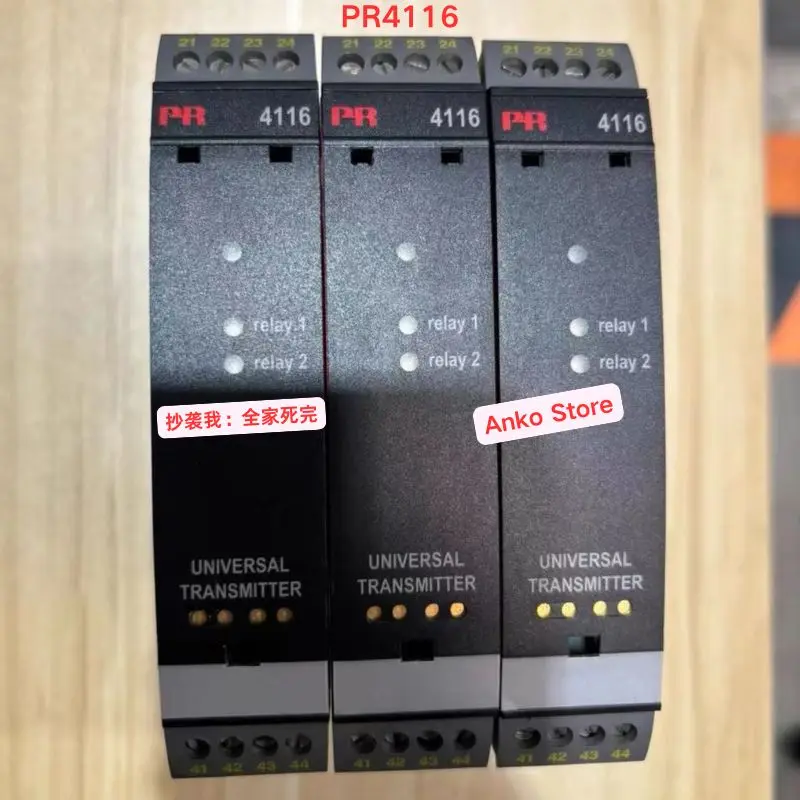 PR4116
21 22 23 24
21 22 23 24
21 22 23 24
PR 4116
PR 4116
PR 4116
relay 1
relay 2
relay 1
relay 2
relay 1
relay 2
抄袭我：全家死完
Anko Store
UNIVERSAL
TRANSMITTER
UNIVERSAL
TRANSMITTER
UNIVERSAL
TRANSMITTER
41 42 43 44
41 42 43 44
41 42 43 44